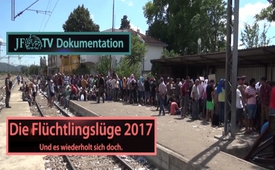 JF TV Dokumentation
Die Flüchtlingslüge 2017
Und es wiederholt sich doch.